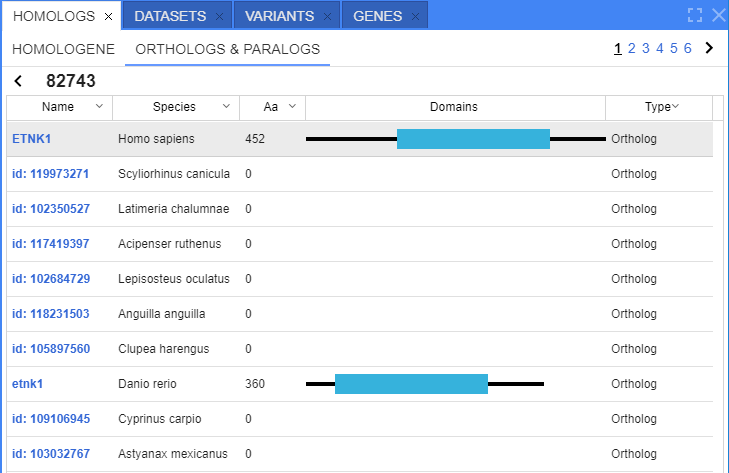 HOMOLOGS DATASETS VARIANTS GENES
HOMOLOGENE ORTHOLOGS & PARALOGS 1 2 3 4 5 6
82743
Name Species Aa Domains Type
ETNK1 Homo sapiens 452 Ortholog
id: 119973271 Scyliorhinus canicula 0 Ortholog
id: 102350527 Latimeria chalumnae 0 Ortholog
id: 117419397 Acipenser ruthenus 0 Ortholog
id: 102684729 Lepisosteus oculatus 0 Ortholog
id: 118231503 Anguilla anguilla 0 Ortholog
id: 105897560 Clupea harengus 0 Ortholog
etnk1 Danio rerio 360 Ortholog
id: 109106945 Cyprinus carpio 0 Ortholog
id: 103032767 Astyanax mexicanus 0 Ortholog